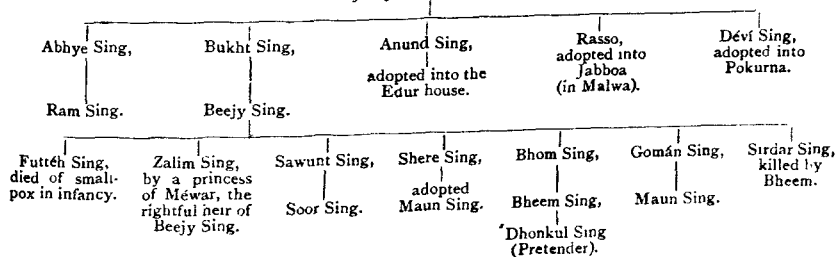 Abhye Sing, Bukht Sing, Anund Sing, Rasso, Déví Sing,
adopted into the adopted into adopted into
Edur house. Jabboa Pokurna.
(in Malwa).
Ram Sing. Beejy Sing.
Futtéh Sing, Zalim Sing, Sawunt Sing, Shere Sing, Bhom Sing, Gomán Sing, Sirdar Sing,
died of small- by a princess killed by
pox in infancy. of Méwar, the Soor Sing. adopted Bheem Sing, Maun Sing. Bheem.
rightful heir of Maun Sing.
Beejy Sing. Dhonkul Sing
(Pretender).